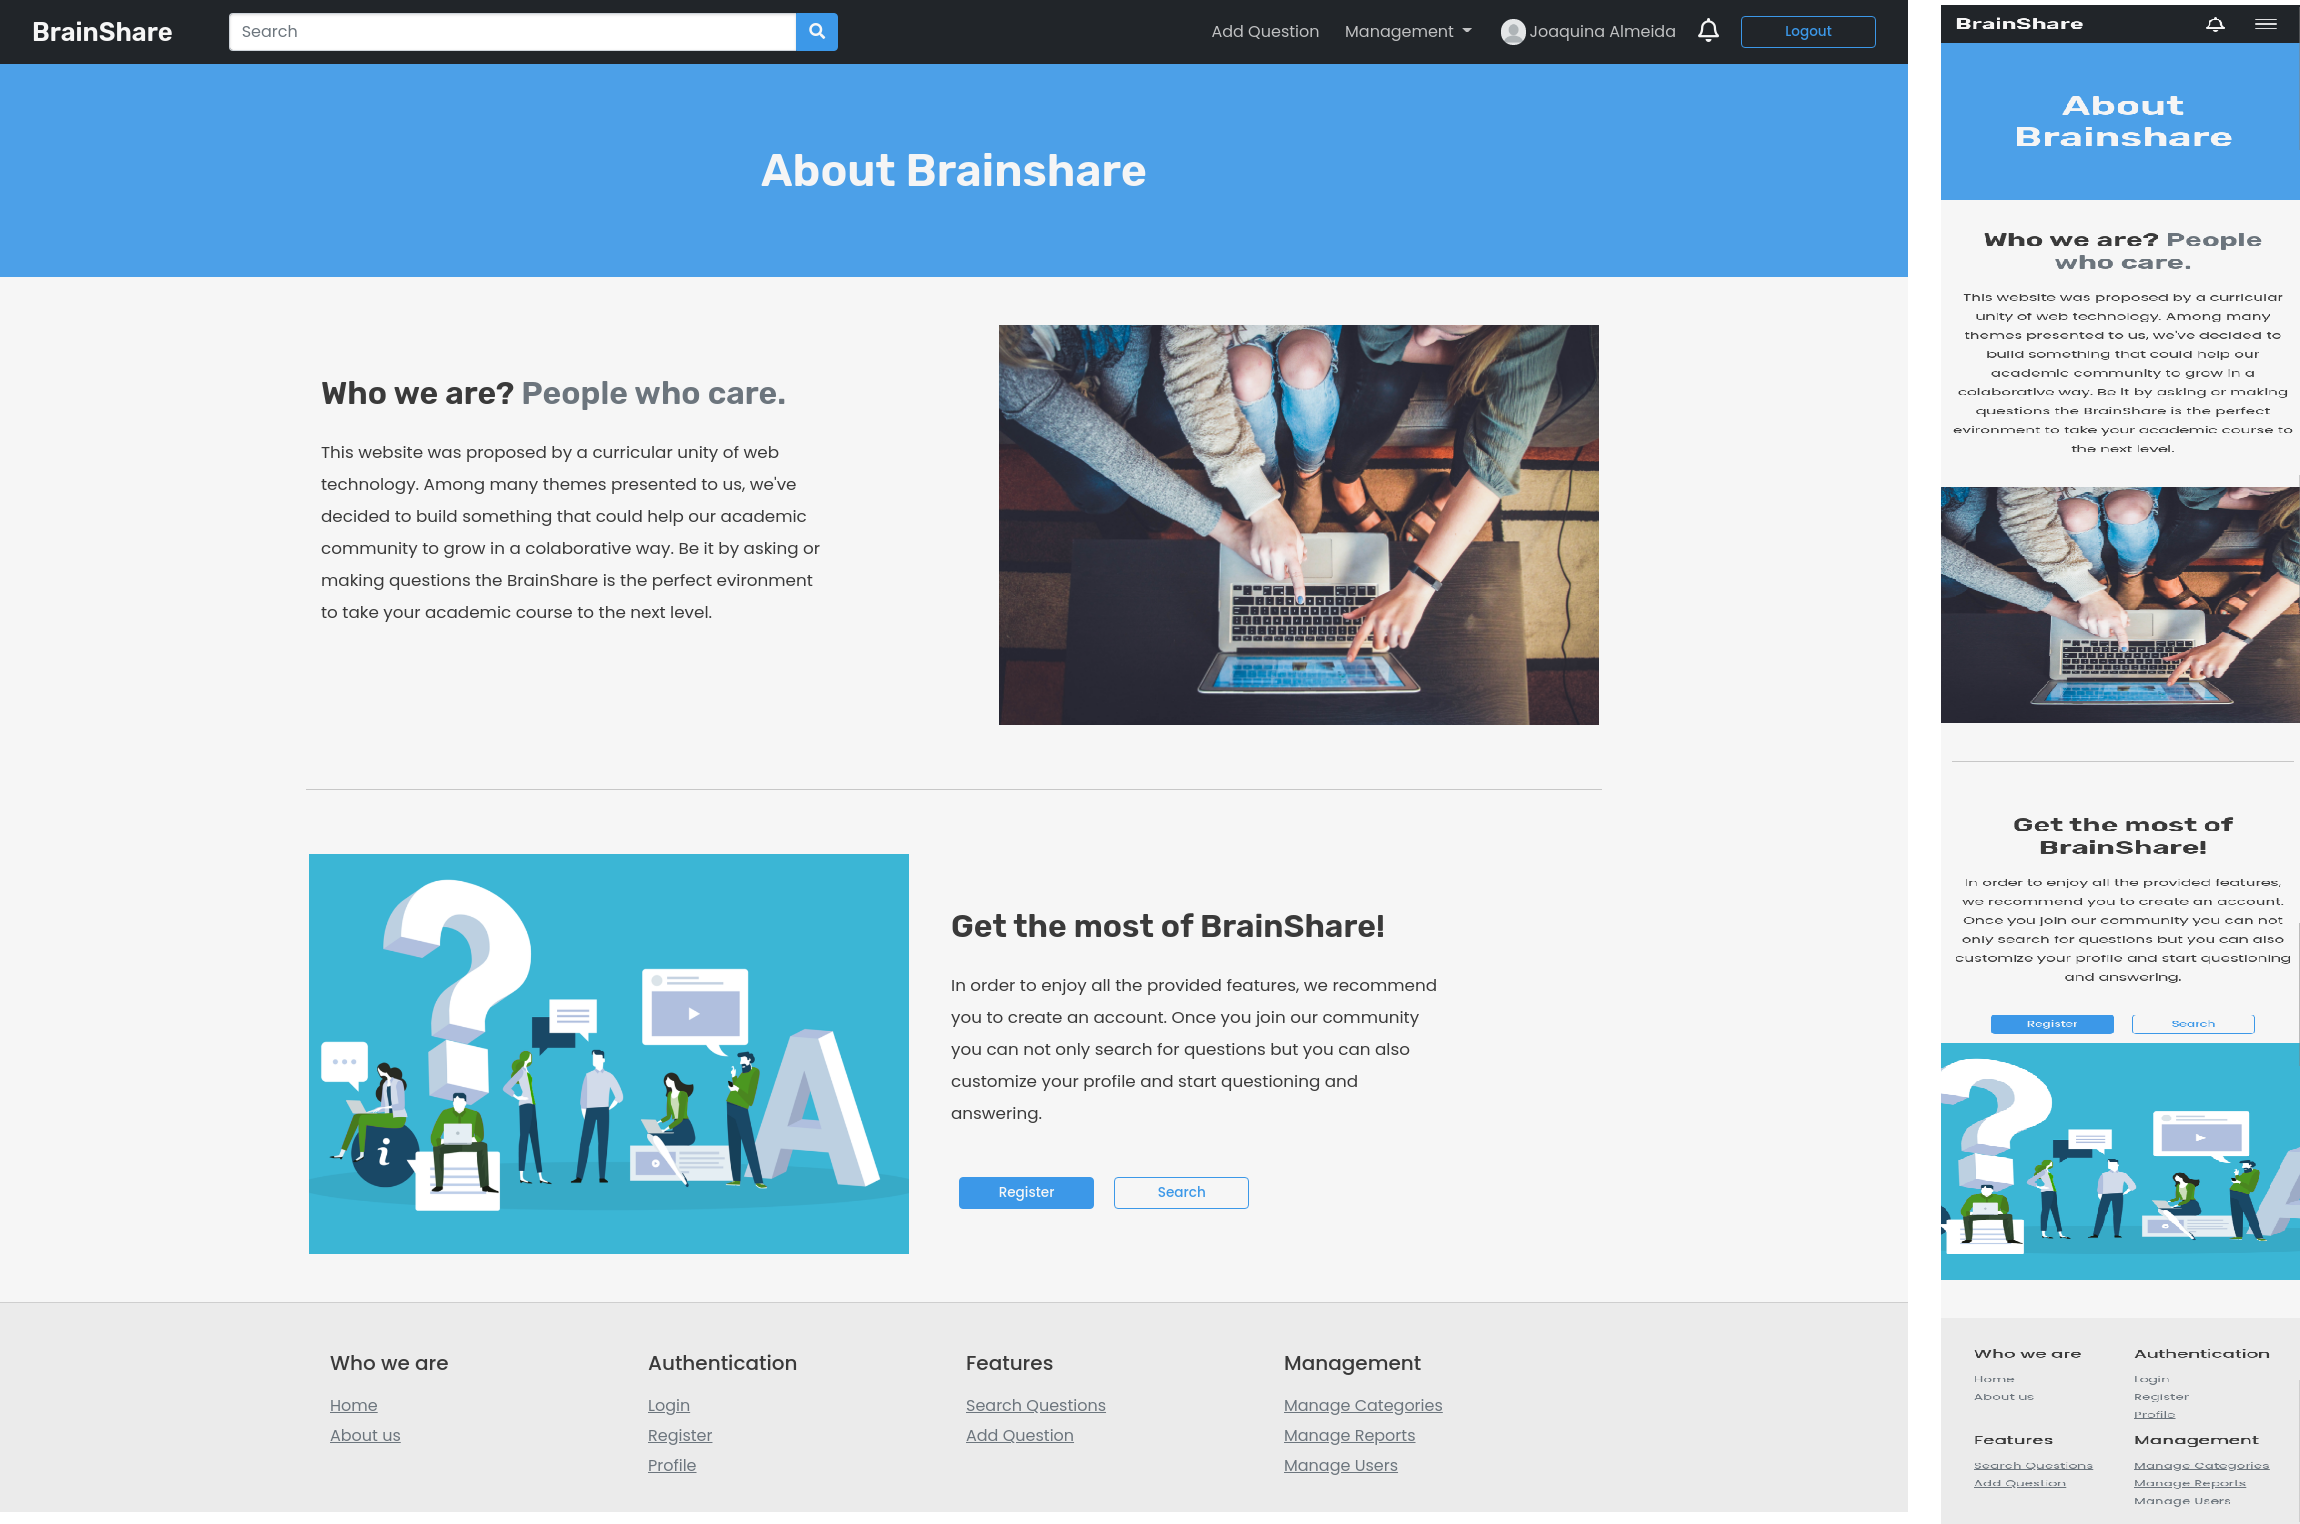 BrainShare
Search
Add Question
Management
Joaquina Almeida
Logout
About Brainshare
Who we are? People who care.
This website was proposed by a curricular unity of web
technology. Among many themes presented to us, we've
decided to build something that could help our academic
community to grow in a colaborative way. Be it by asking or
making questions the BrainShare is the perfect evironment
to take your academic course to the next level.
i
A
Get the most of BrainShare!
In order to enjoy all the provided features, we recommend
you to create an account. Once you join our community
you can not only search for questions but you can also
customize your profile and start questioning and
answering.
Register
Search
Who we are
Home
About us
Authentication
Login
Register
Profile
Features
Search Questions
Add Question
Management
Manage Categories
Manage Reports
Manage Users
BrainShare
About
Brainshare
Who we are? People
who care.
This website was proposed by a curricular
unity of web technology. Among many
themes presented to us, we've decided to
build something that could help our
academic community to grow in a
colaborative way. Be it by asking or making
questions the BrainShare is the perfect
evironment to take your academic course to
the next level.
Get the most of
BrainShare!
In order to enjoy all the provided features,
we recommend you to create an account.
Once you join our community you can not
only search for questions but you can also
customize your profile and start questioning
and answering.
Register
Search
Who we are
Home
About us
Authentication
Login
Register
Profile
Features
Search Questions
Add Question
Management
Manage Categories
Manage Reports
Manage Users